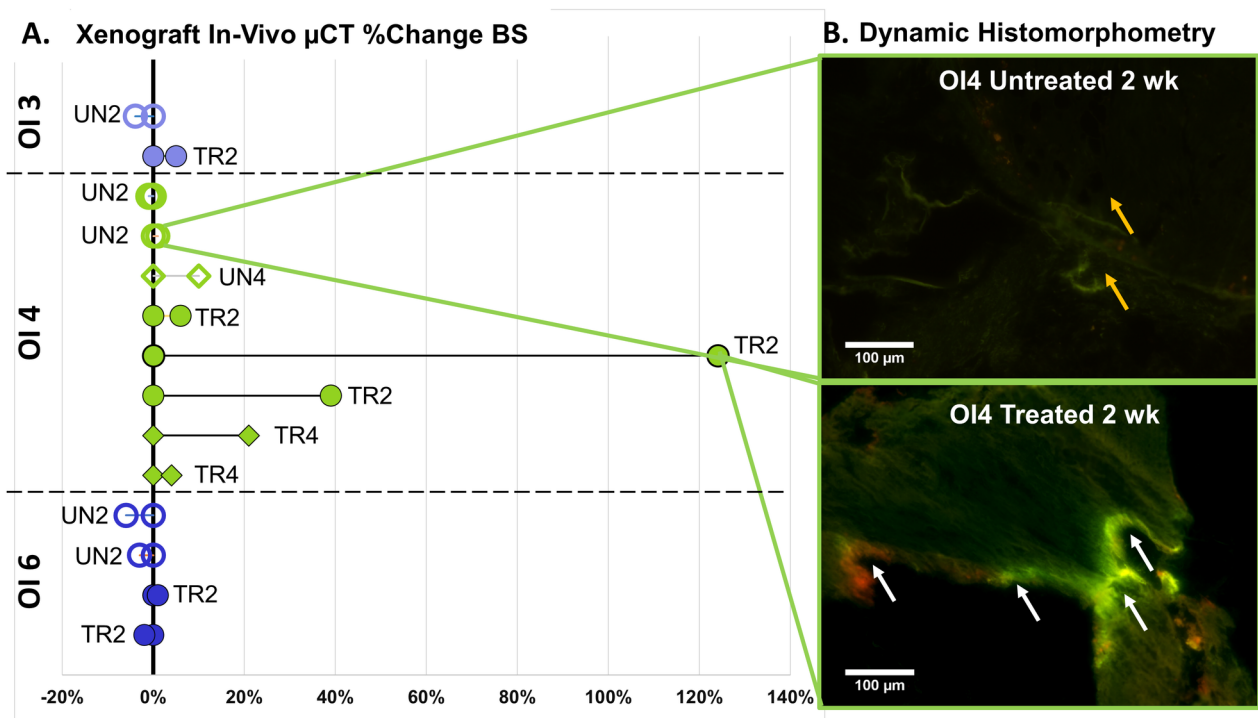 A. Xenograft In-Vivo µCT %Change BS
OI 3
UN2
TR2
OI 4
UN2
UN2
UN4
TR2
TR2
TR2
TR4
TR4
OI 6
UN2
UN2
TR2
TR2
-20% 0% 20% 40% 60% 80% 100% 120% 140%
B. Dynamic Histomorphometry
OI4 Untreated 2 wk
100 µm
OI4 Treated 2 wk
100 µm